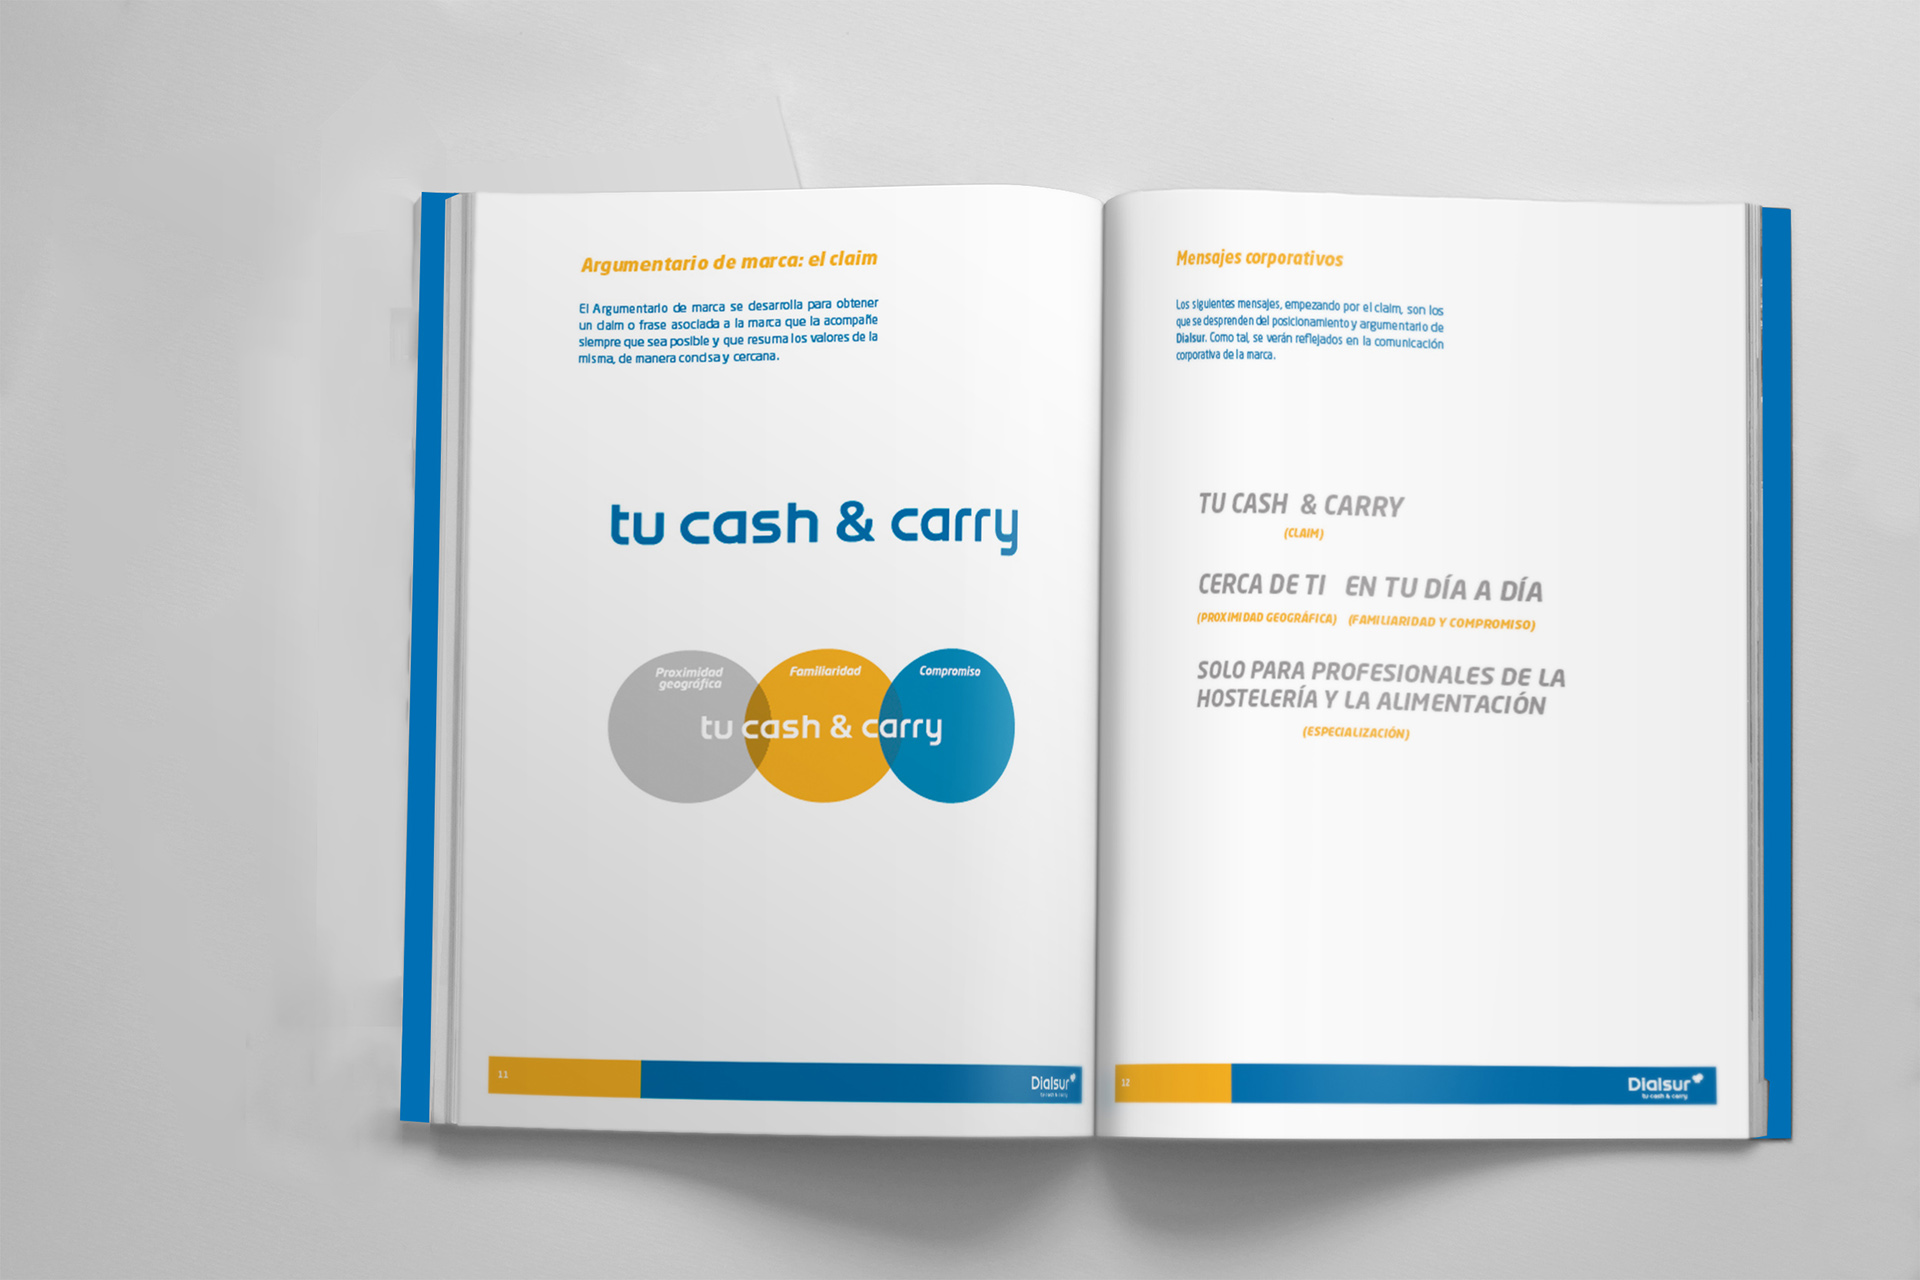 Argumentario de marca: el claim
El Argumentario de marca se desarrolla para obtener
un claim o frase asociada a la marca que la acompañe
siempre que sea posible y que resuma los valores de la
misma, de manera concisa y cercana.
tu cash & carry
Proximidad
geográfica
Familiaridad
Compromiso
tu cash & carry
11
Dialsur
tu cash & carry
Mensajes corporativos
Los siguientes mensajes, empezando por el claim, son los
que se desprenden del posicionamiento y argumentario de
Dialsur. Como tal, se verán reflejados en la comunicación
corporativa de la marca.
TU CASH & CARRY
(CLAIM)
CERCA DE TI EN TU DÍA A DÍA
(PROXIMIDAD GEOGRÁFICA) (FAMILIARIDAD Y COMPROMISO)
SOLO PARA PROFESIONALES DE LA
HOSTELERÍA Y LA ALIMENTACIÓN
(ESPECIALIZACIÓN)
12
Dialsur
tu cash & carry